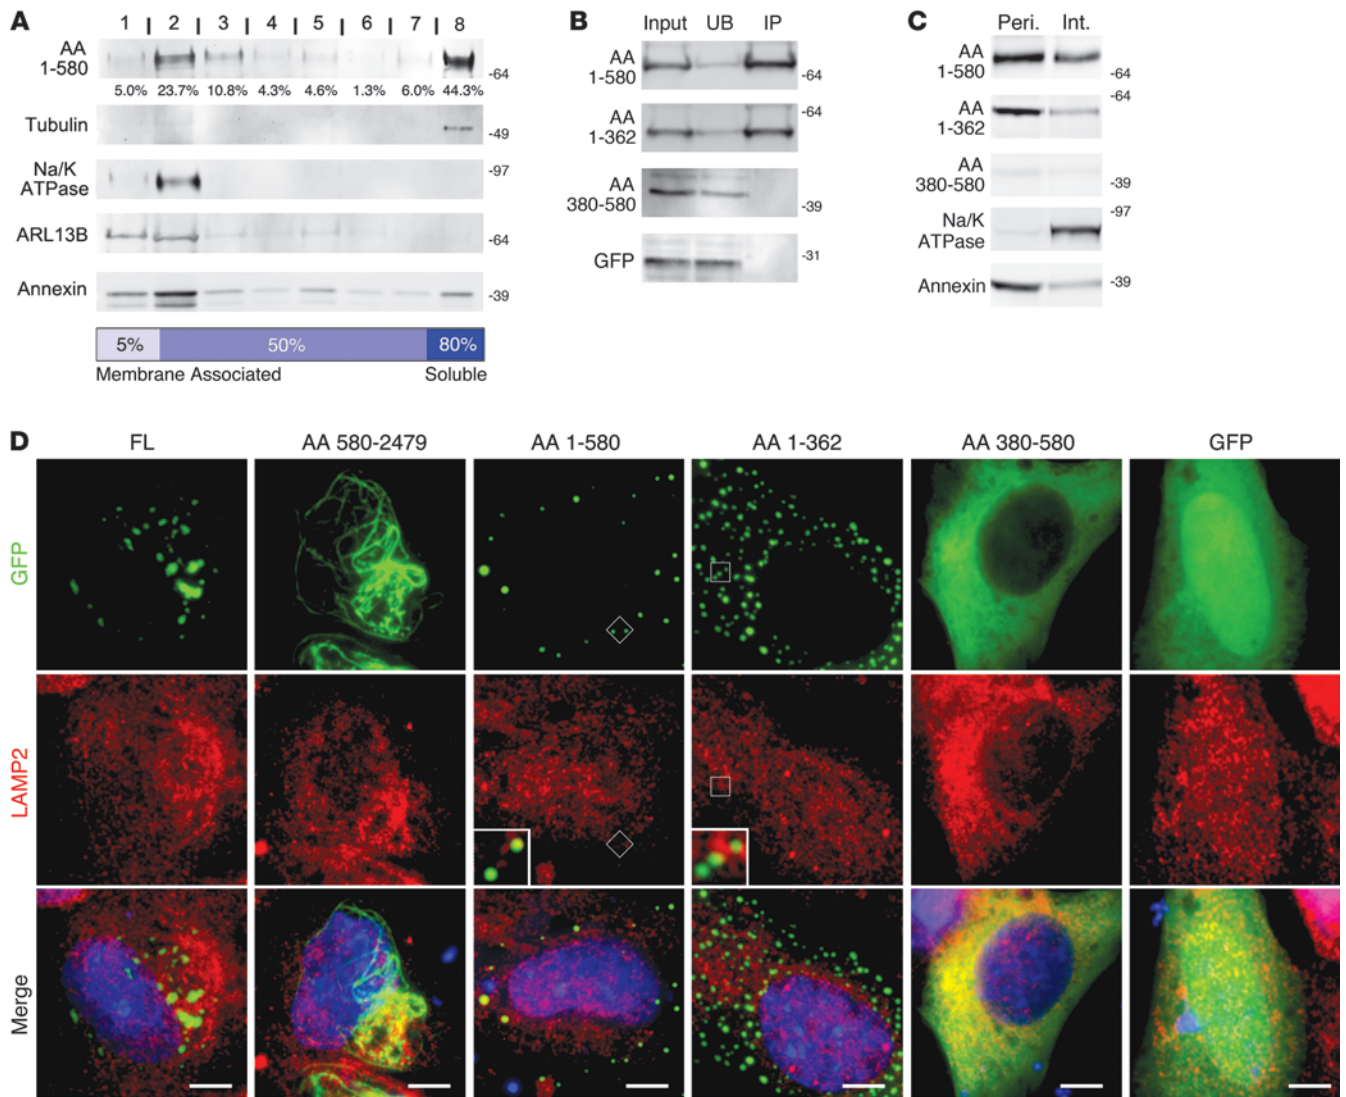 A
1 | 2 | 3 | 4 | 5 | 6 | 7 | 8
AA
1-580
-64
5.0% 23.7% 10.8% 4.3% 4.6% 1.3% 6.0% 44.3%
Tubulin
-49
Na/K
ATPase
-97
ARL13B
-64
Annexin
-39
5% 50% 80%
Membrane Associated Soluble
B
Input UB IP
AA
1-580
-64
AA
1-362
-64
AA
380-580
-39
GFP
-31
C
Peri. Int.
AA
1-580
-64
AA
1-362
-64
AA
380-580
-39
Na/K
ATPase
-97
Annexin
-39
D
FL AA 580-2479 AA 1-580 AA 1-362 AA 380-580 GFP
GFP
LAMP2
Merge